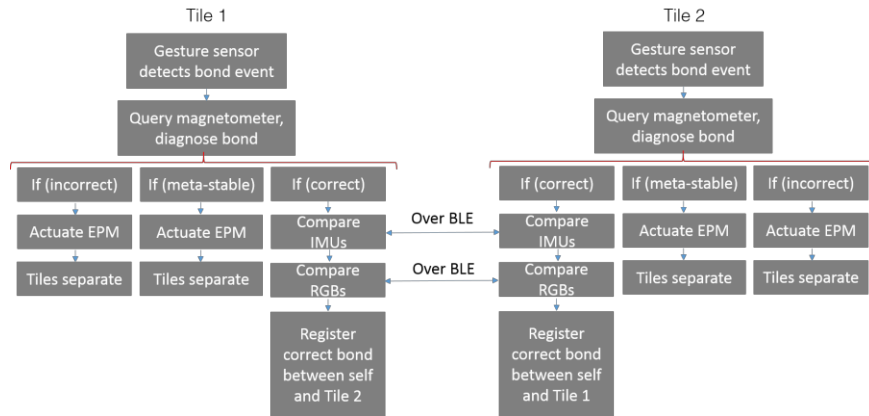 Tile 1
Tile 2
Gesture sensor
detects bond event
Gesture sensor
detects bond event
Query magnetometer,
diagnose bond
Query magnetometer,
diagnose bond
If (incorrect)
If (meta-stable)
If (correct)
If (correct)
If (meta-stable)
If (incorrect)
Actuate EPM
Actuate EPM
Compare
IMUs
Over BLE
Compare
IMUs
Actuate EPM
Actuate EPM
Tiles separate
Tiles separate
Compare
RGBs
Over BLE
Compare
RGBs
Tiles separate
Tiles separate
Register
correct bond
between self
and Tile 2
Register
correct bond
between self
and Tile 1